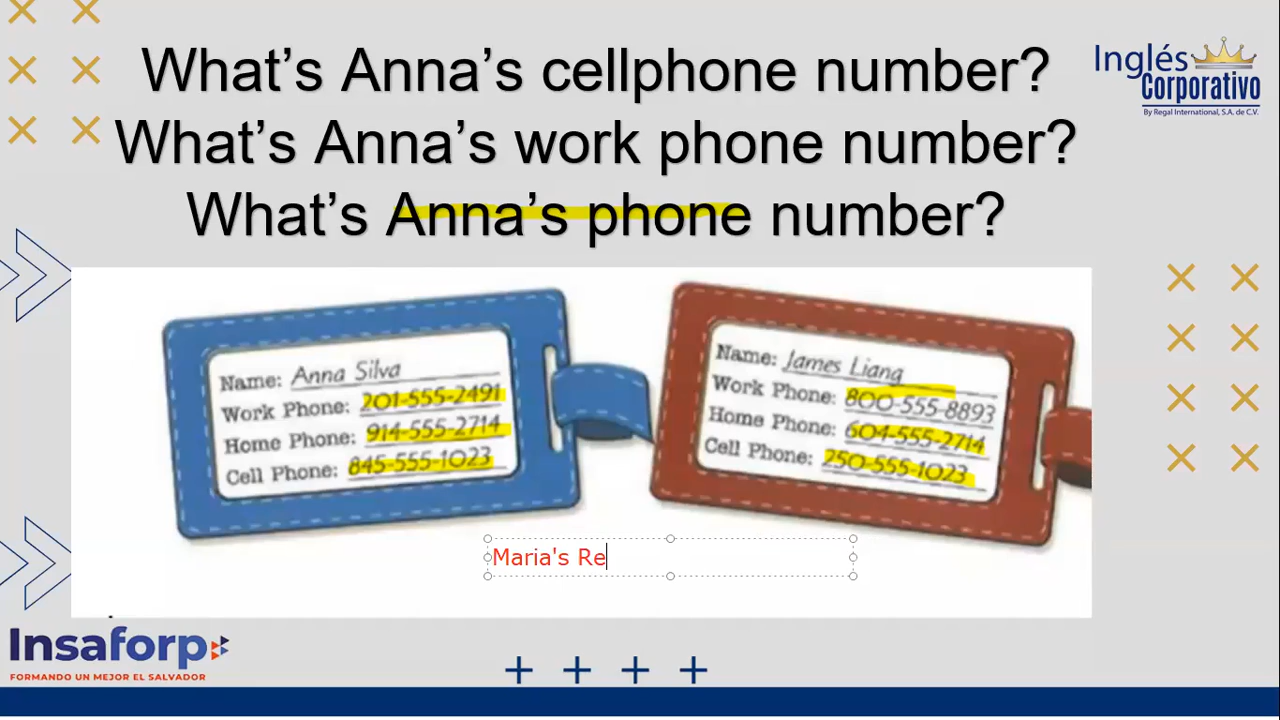 What's Anna's cellphone number?
What's Anna's work phone number?
What's Anna's phone number?
Inglés
Corporativo
By Regal International, S.A. de C.V.
Name: Anna Silva
Work Phone: 201-555-2491
Home Phone: 914-555-2714
Cell Phone: 845-555-1023
Name: James Liang
Work Phone: 800-555-8893
Home Phone: 604-555-2714
Cell Phone: 250-555-1023
Maria's Re
Insaforp
FORMANDO UN MEJOR EL SALVADOR